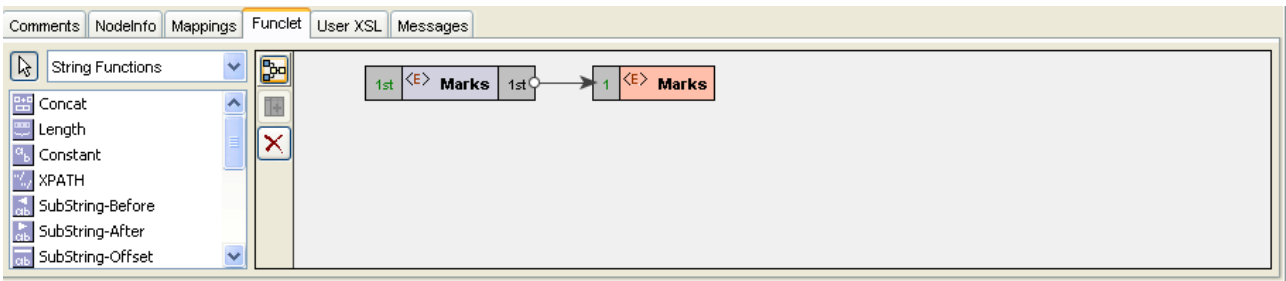 Comments NodeInfo Mappings Funclet User XSL Messages
String Functions
1st <E> Marks 1st 1 <E> Marks
Concat
Length
Constant
XPATH
SubString-Before
SubString-After
SubString-Offset